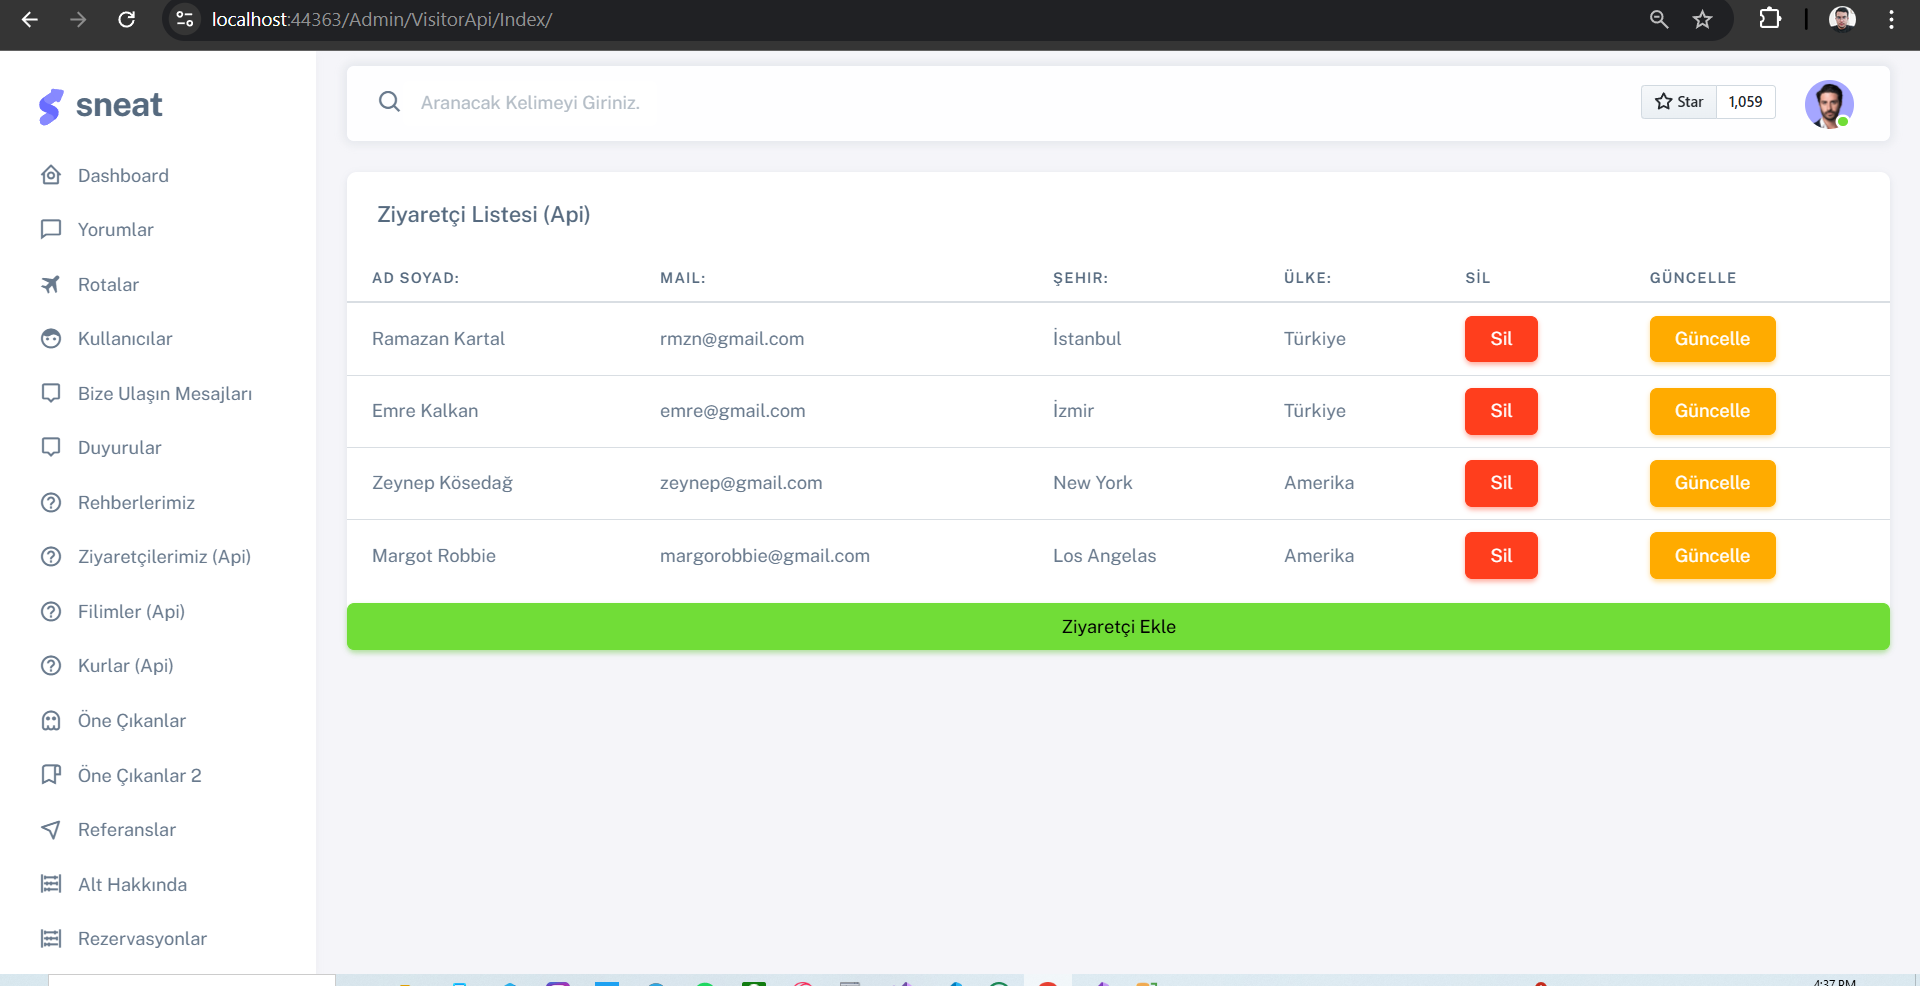 localhost:44363/Admin/VisitorApi/Index/
sneat
Aranacak Kelimeyi Giriniz.
Star 1,059
Dashboard
Yorumlar
Rotalar
Kullanıcılar
Bize Ulaşın Mesajları
Duyurular
Rehberlerimiz
Ziyaretçilerimiz (Api)
Filimler (Api)
Kurlar (Api)
Öne Çıkanlar
Öne Çıkanlar 2
Referanslar
Alt Hakkında
Rezervasyonlar
Ziyaretçi Listesi (Api)
AD SOYAD: MAIL: ŞEHIR: ÜLKE: SİL GÜNCELLE
Ramazan Kartal rmzn@gmail.com İstanbul Türkiye Sil Güncelle
Emre Kalkan emre@gmail.com İzmir Türkiye Sil Güncelle
Zeynep Kösedağ zeynep@gmail.com New York Amerika Sil Güncelle
Margot Robbie margorobbie@gmail.com Los Angelas Amerika Sil Güncelle
Ziyaretçi Ekle
4:37 PM